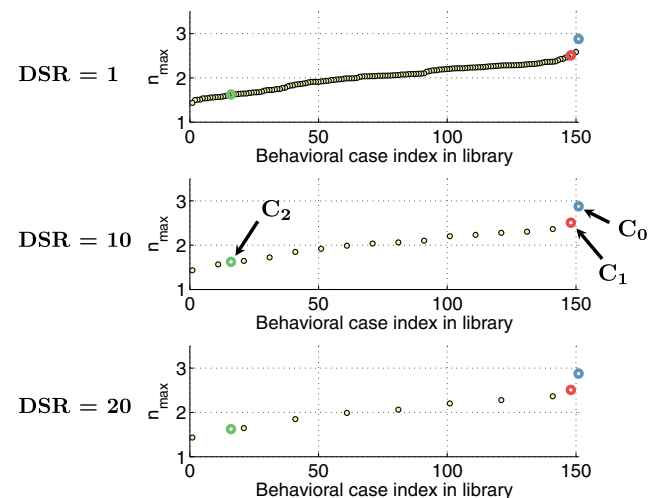 3
DSR = 1
n_max
2
1
0
50
100
150
Behavioral case index in library
3
C_2
C_0
DSR = 10
n_max
2
C_1
1
0
50
100
150
Behavioral case index in library
3
DSR = 20
n_max
2
1
0
50
100
150
Behavioral case index in library